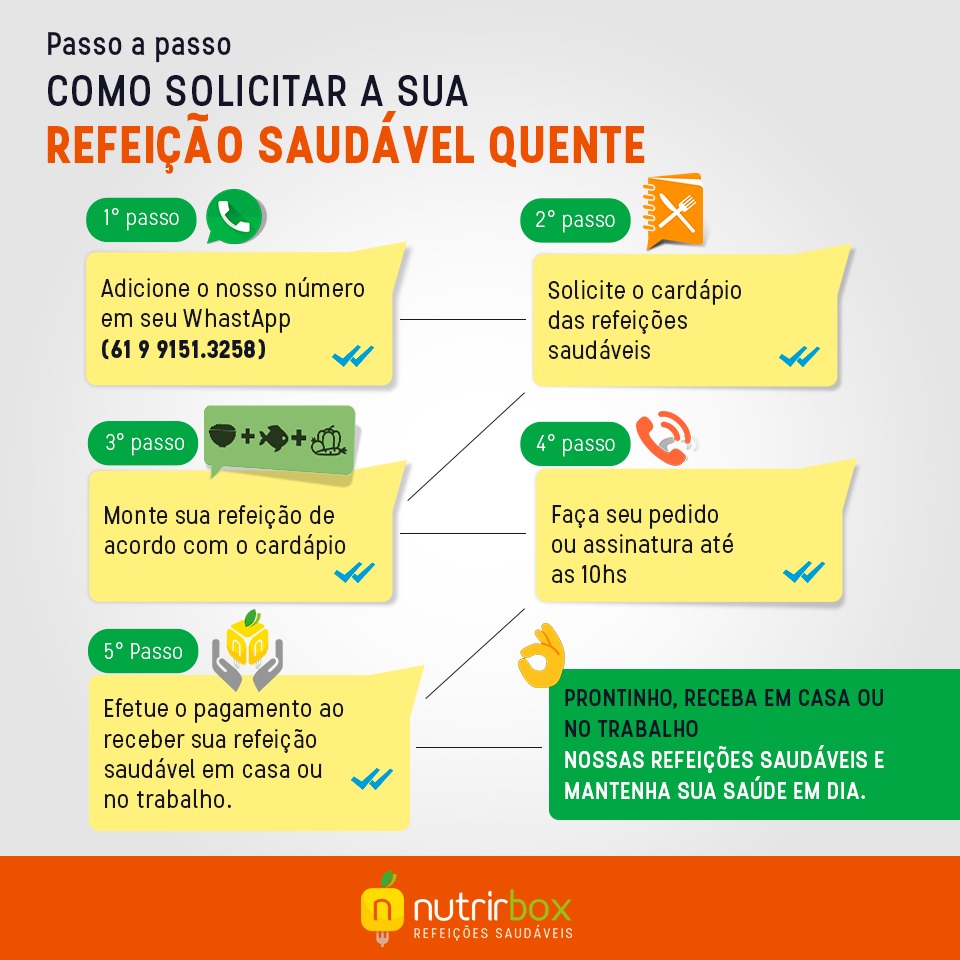 Passo a passo
COMO SOLICITAR A SUA
REFEIÇÃO SAUDÁVEL QUENTE
1° passo
Adicione o nosso número
em seu WhastApp
(61 9 9151.3258)
2° passo
Solicite o cardápio
das refeições
saudáveis
3° passo
Monte sua refeição de
acordo com o cardápio
4° passo
Faça seu pedido
ou assinatura até
as 10hs
5° Passo
Efetue o pagamento ao
receber sua refeição
saudável em casa ou
no trabalho.
PRONTINHO, RECEBA EM CASA OU
NO TRABALHO
NOSSAS REFEIÇÕES SAUDÁVEIS E
MANTENHA SUA SAÚDE EM DIA.
n
nutrirbox
REFEIÇÕES SAUDÁVEIS